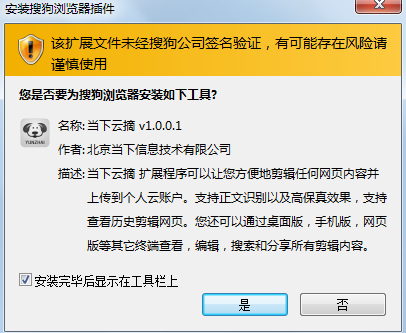 安装搜狗浏览器插件
该扩展文件未经搜狗公司签名验证，有可能存在风险请
谨慎使用
您是否要为搜狗浏览器安装如下工具?
YUNZHAI
名称: 当下云摘 v1.0.0.1
作者: 北京当下信息技术有限公司
描述: 当下云摘 扩展程序可以让您方便地剪辑任何网页内容并
上传到个人云账户。支持正文识别以及高保真效果，支持
查看历史剪辑网页。您还可以通过桌面版，手机版，网页
版等其它终端查看，编辑，搜索和分享所有剪辑内容。
安装完毕后显示在工具栏上
是
否